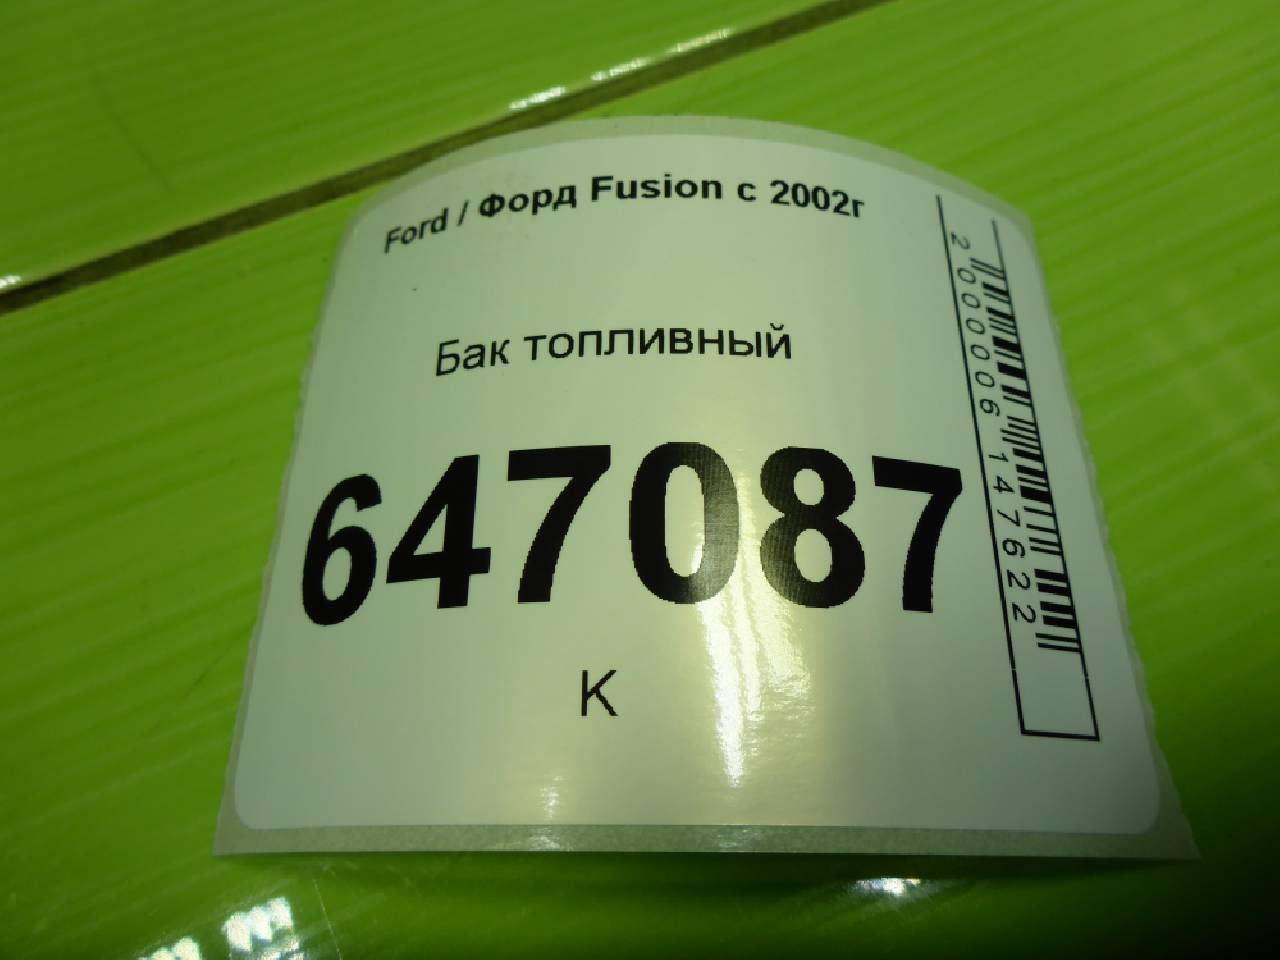 Ford / Форд Fusion с 2002г
Бак топливный
647087
К
2000006147622